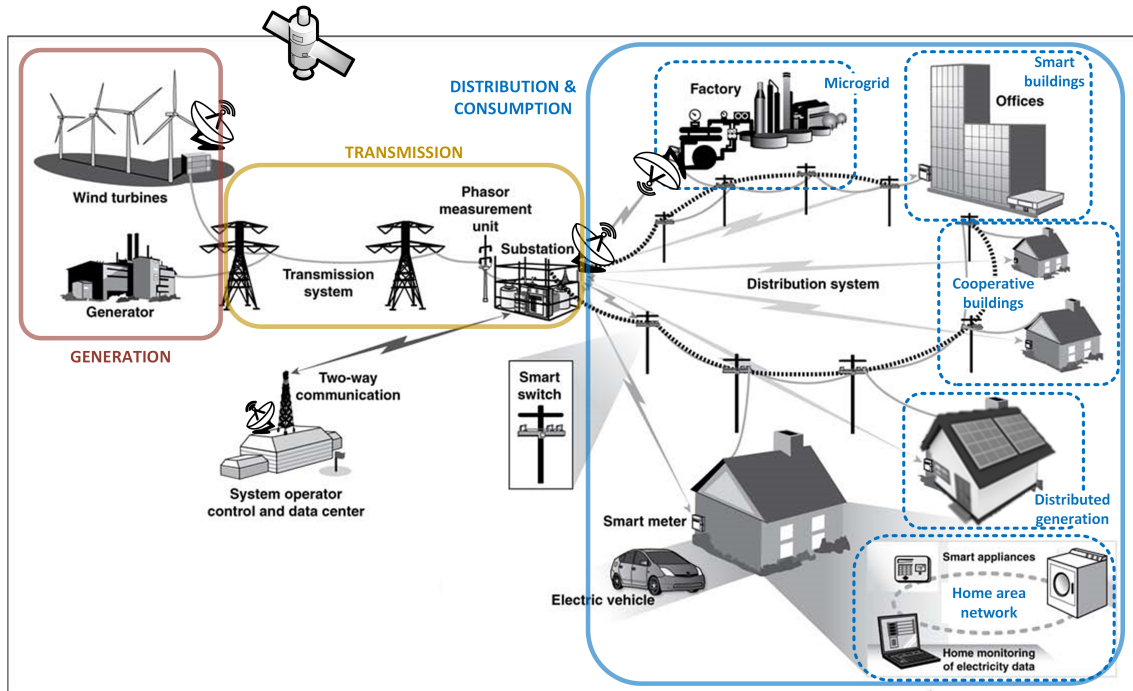 DISTRIBUTION &
CONSUMPTION
Factory
Microgrid
Smart
buildings
Offices
TRANSMISSION
Wind turbines
Phasor
measurement
unit
Substation
Transmission
system
Generator
GENERATION
Distribution system
Cooperative
buildings
Two-way
communication
Smart
switch
System operator
control and data center
Smart meter
Electric vehicle
Distributed
generation
Smart appliances
Home area
network
Home monitoring
of electricity data